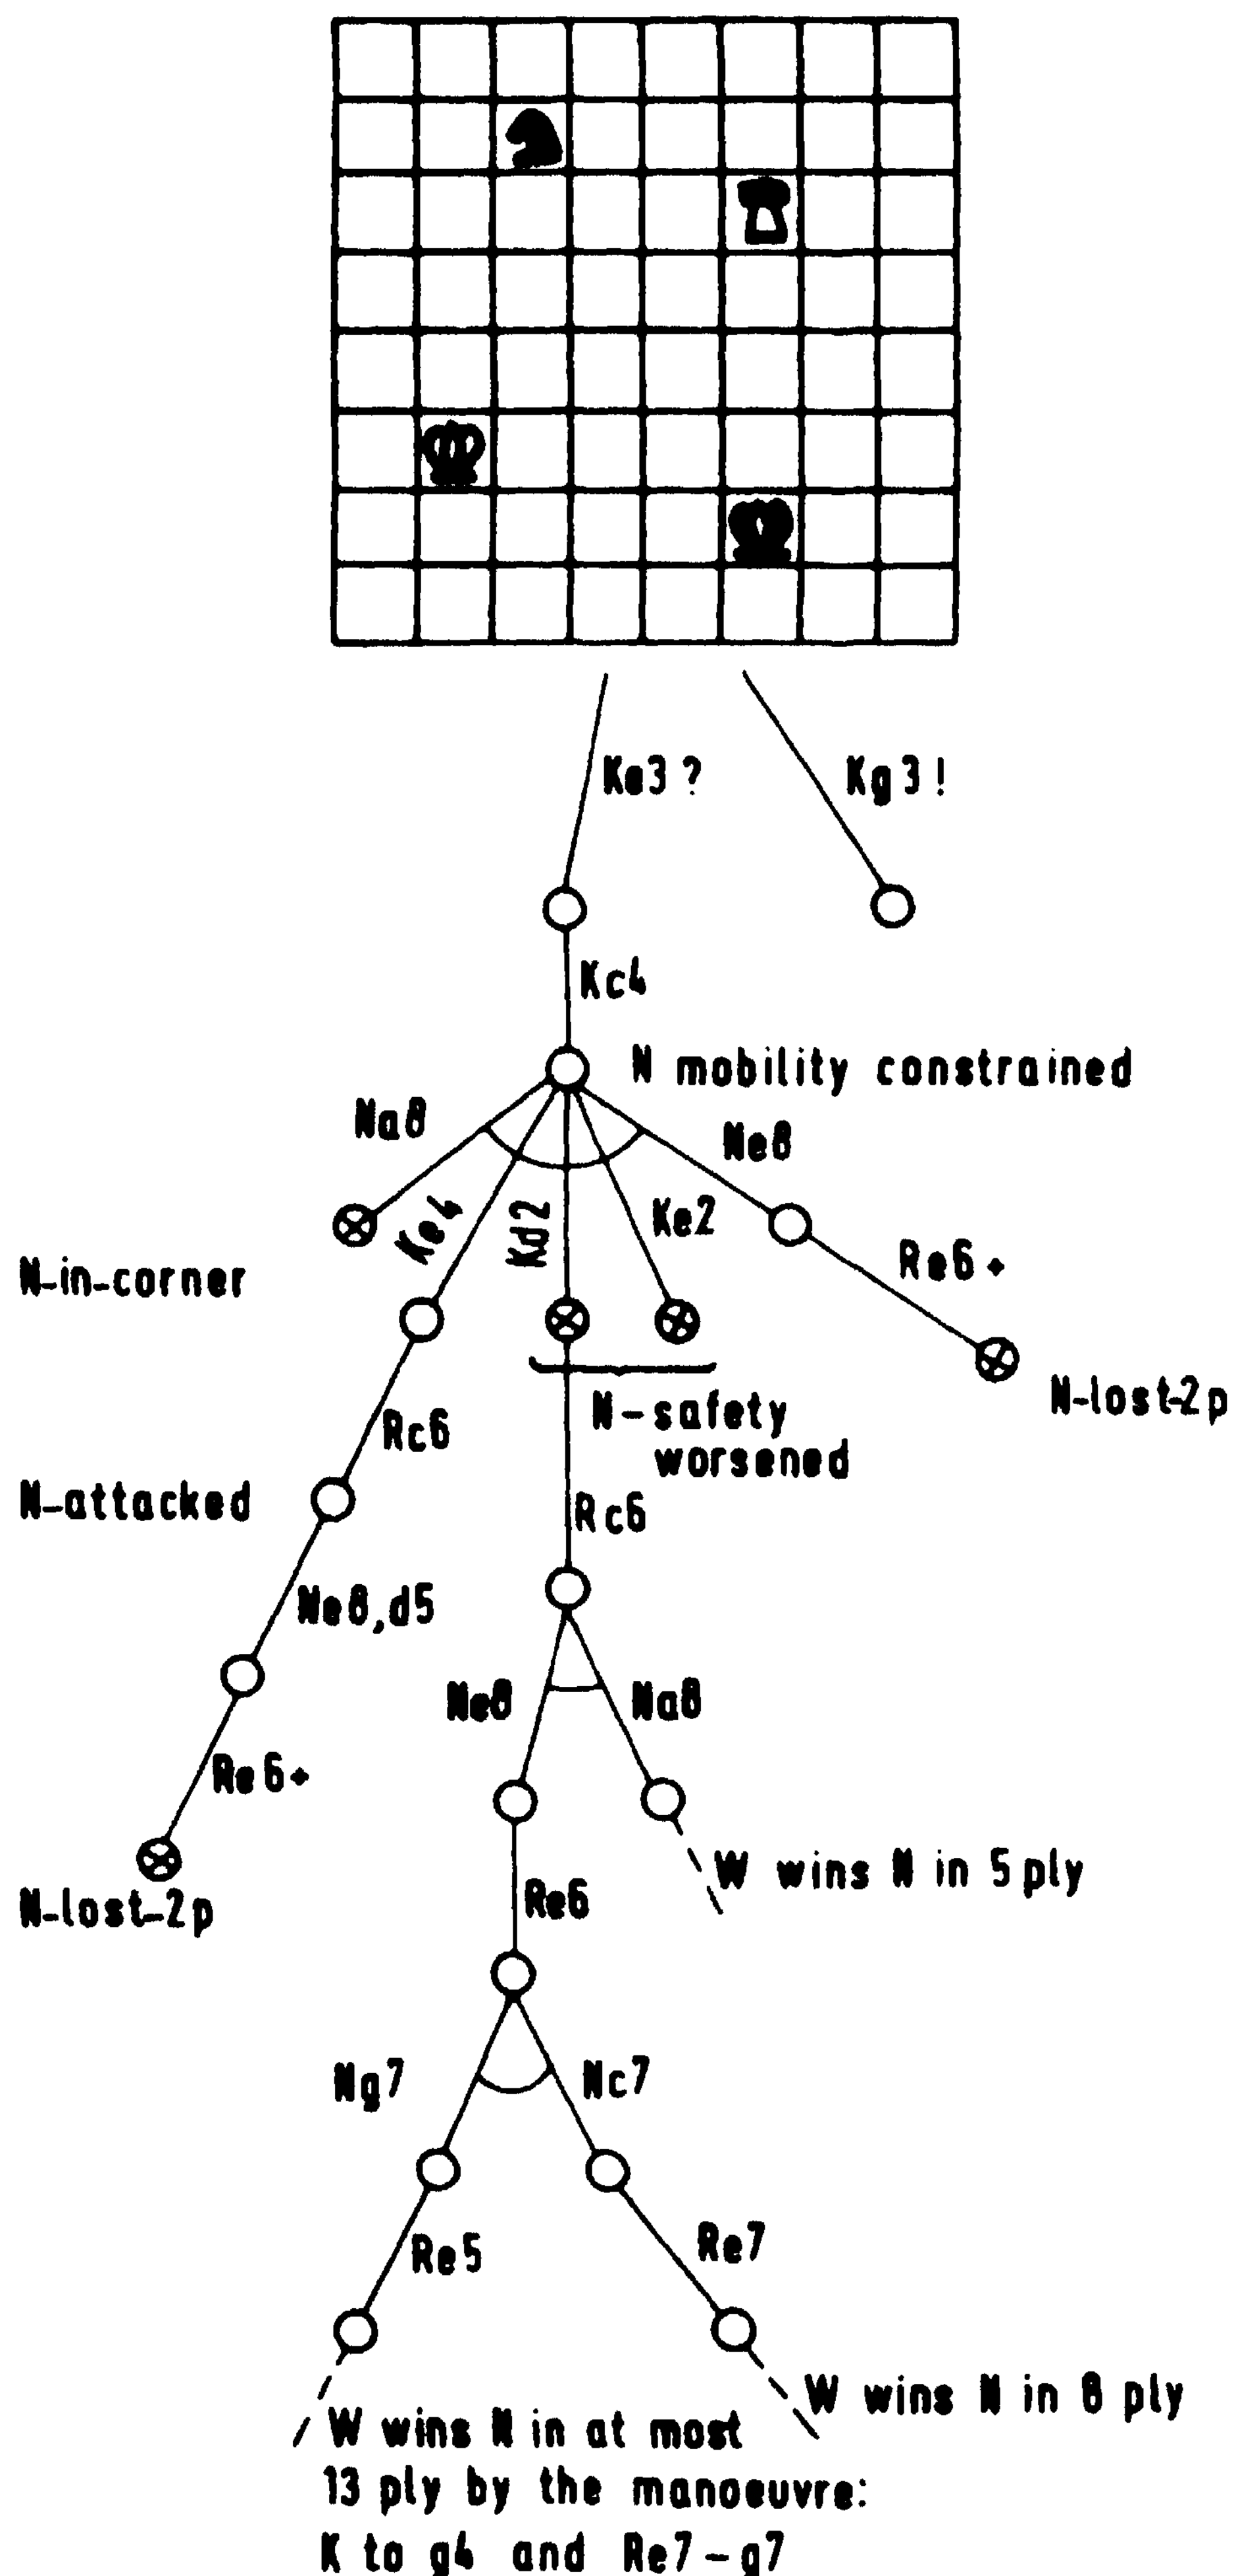 Ke3 ?
Kg3 !
Kc4
N mobility constrained
Na8
Ne8
Ke4
Kd2
Ke2
Re6+
N-in-corner
N-lost-2p
Rc6
N-safety
worsened
N-attacked
Rc6
Ne8,d5
Ne8
Na8
Re6+
W wins N in 5 ply
N-lost-2p
Re6
Ng7
Nc7
Re5
Re7
W wins N in 8 ply
W wins N in at most
13 ply by the manoeuvre:
K to g4 and Re7-g7